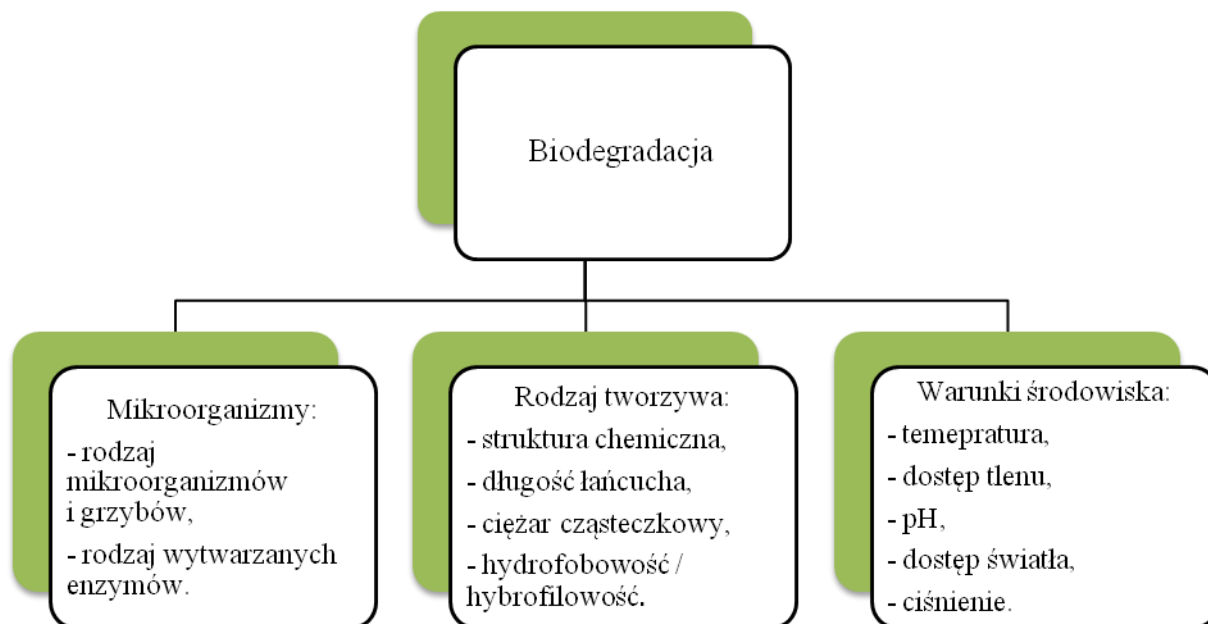 Biodegradacja
Mikroorganizmy:
- rodzaj
mikroorganizmów
i grzybów,
- rodzaj wytwarzanych
enzymów.
Rodzaj tworzywa:
- struktura chemiczna,
- długość łańcucha,
- ciężar cząsteczkowy,
- hydrofobowość /
hybrofilowość.
Warunki środowiska:
- temepratura,
- dostęp tlenu,
- pH,
- dostęp światła,
- ciśnienie.